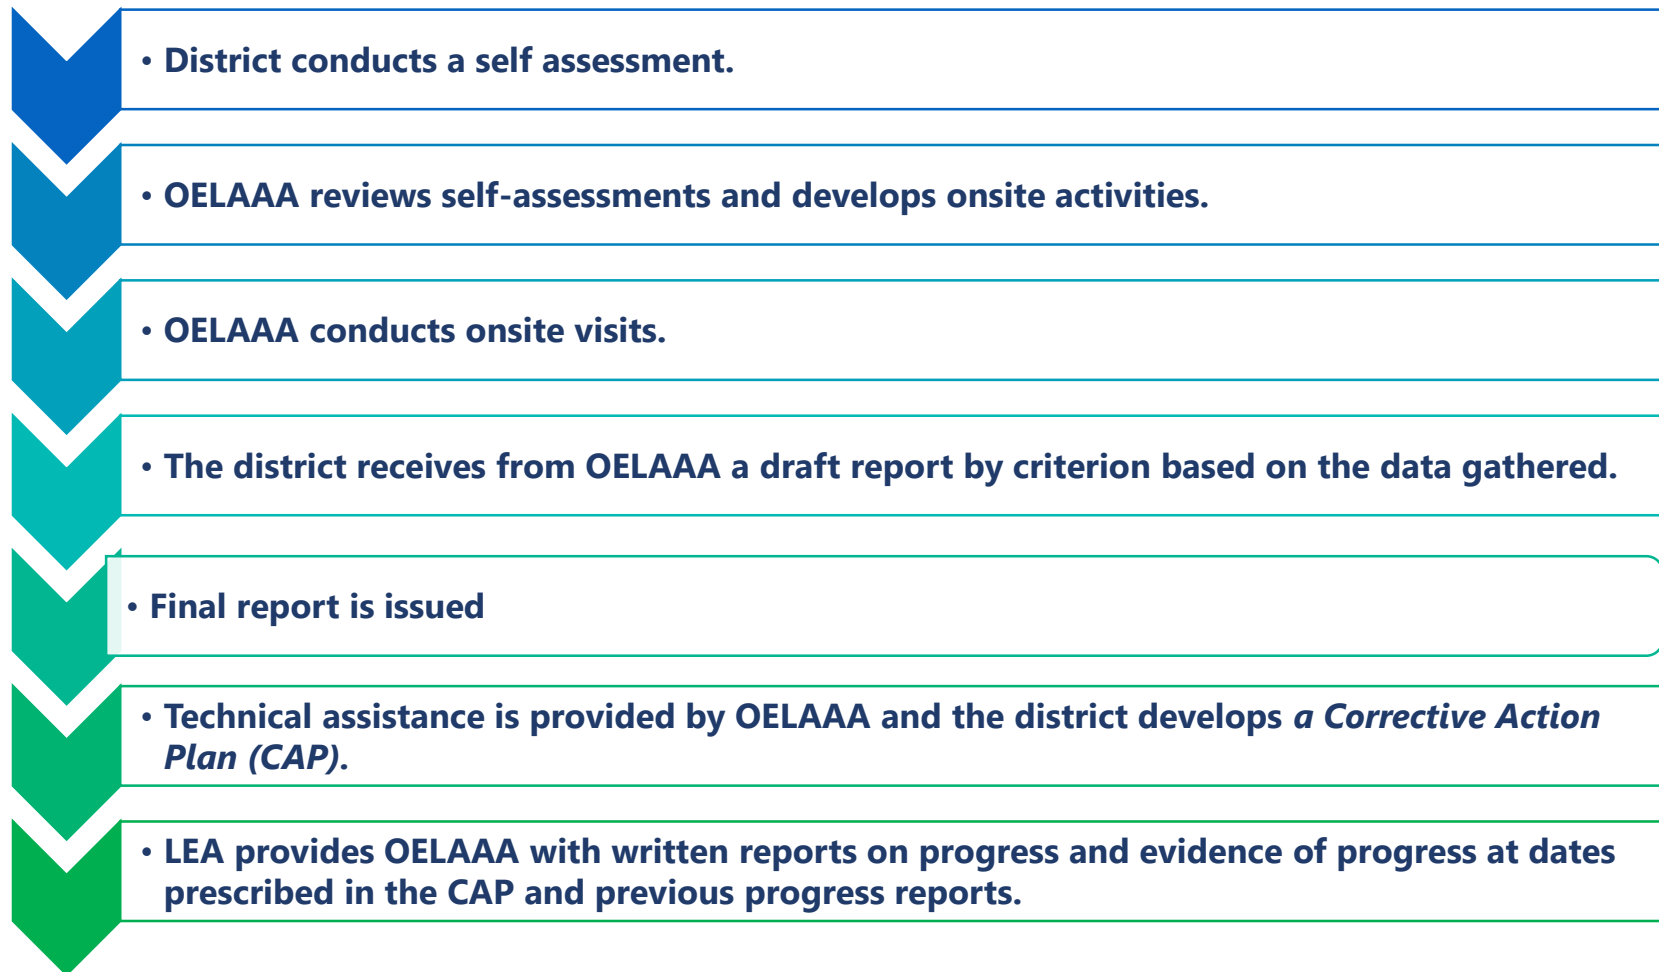 • District conducts a self assessment.
• OELAAA reviews self-assessments and develops onsite activities.
• OELAAA conducts onsite visits.
• The district receives from OELAAA a draft report by criterion based on the data gathered.
• Final report is issued
• Technical assistance is provided by OELAAA and the district develops a Corrective Action
Plan (CAP).
• LEA provides OELAAA with written reports on progress and evidence of progress at dates
prescribed in the CAP and previous progress reports.